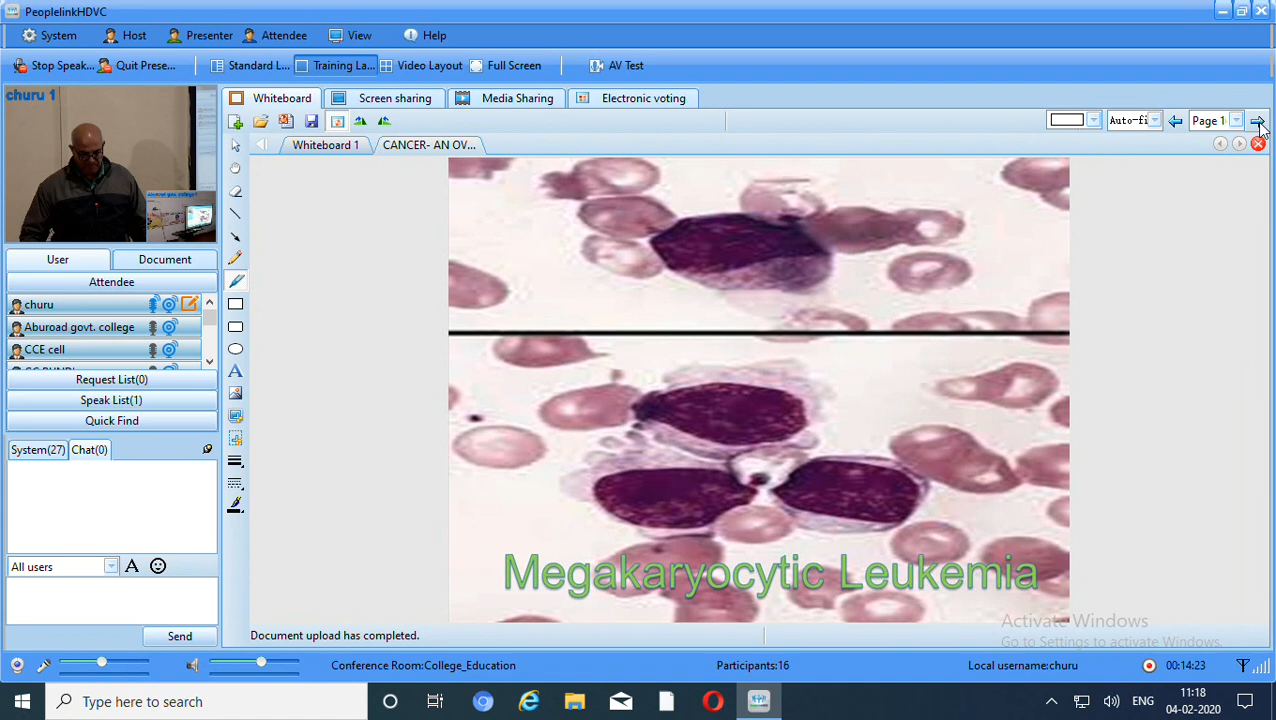 PeoplelinkHDVC
System Host Presenter Attendee View Help
Stop Speak... Quit Prese... Standard L... Training La... Video Layout Full Screen AV Test
churu 1
Whiteboard Screen sharing Media Sharing Electronic voting
Auto-fi Page 1
Whiteboard 1 CANCER- AN OV...
User Document
Attendee
churu
Aburoad govt. college
CCE cell
Request List(0)
Speak List(1)
Quick Find
System(27) Chat(0)
All users
Send
Megakaryocytic Leukemia
Activate Windows
Go to Settings to activate Windows.
Document upload has completed.
Conference Room:College_Education Participants:16 Local username:churu 00:14:23
Type here to search
ENG
11:18
04-02-2020